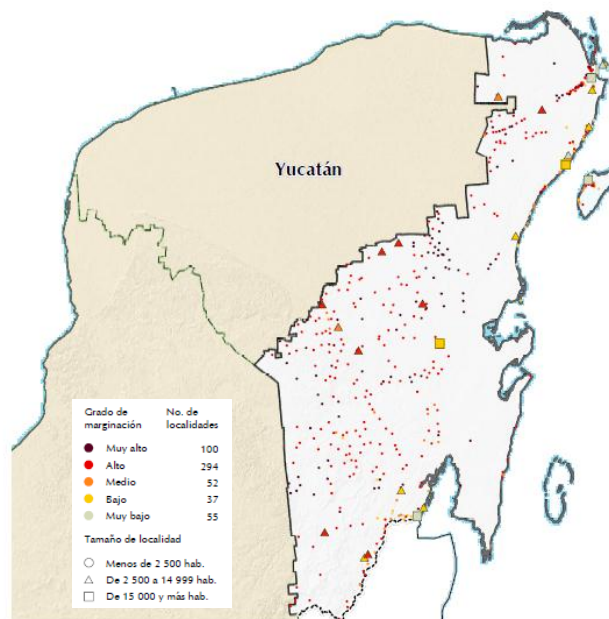 Yucatán
Grado de marginación No. de localidades
Muy alto 100
Alto 294
Medio 52
Bajo 37
Muy bajo 55
Tamaño de localidad
Menos de 2 500 hab.
De 2 500 a 14 999 hab.
De 15 000 y más hab.